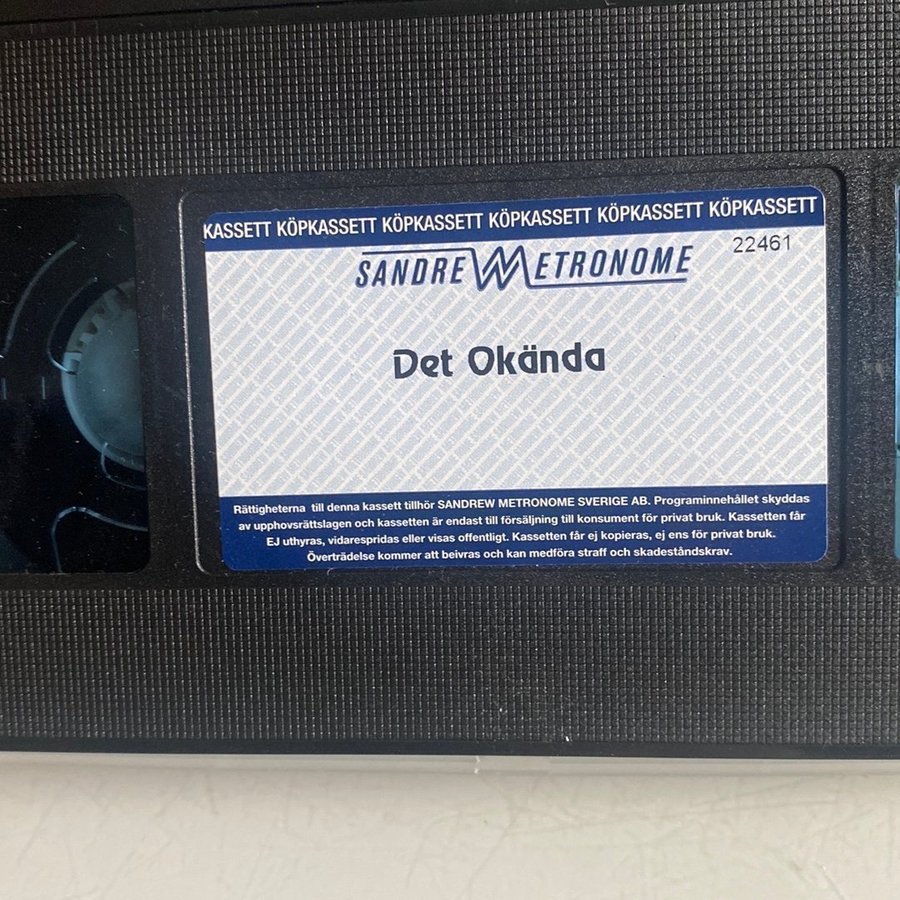 KASSETT KÖPKASSETT KÖPKASSETT KÖPKASSETT KÖPKASSETT KÖPKASSETT
22461
SANDREW METRONOME
Det Okända
Rättigheterna till denna kassett tillhör SANDREW METRONOME SVERIGE AB. Programinnehållet skyddas
av upphovsrättslagen och kassetten är endast till försäljning till konsument för privat bruk. Kassetten får
EJ uthyras, vidarespridas eller visas offentligt. Kassetten får ej kopieras, ej ens för privat bruk.
Överträdelse kommer att beivras och kan medföra straff och skadeståndskrav.